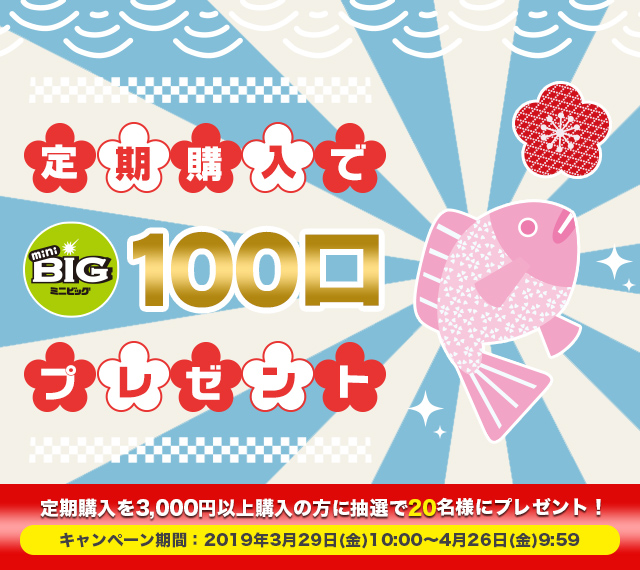 定期購入で
mini
BIG
ミニビッグ
100口
プレゼント
定期購入を3,000円以上購入の方に抽選で20名様にプレゼント！
キャンペーン期間：2019年3月29日(金)10:00〜4月26日(金)9:59